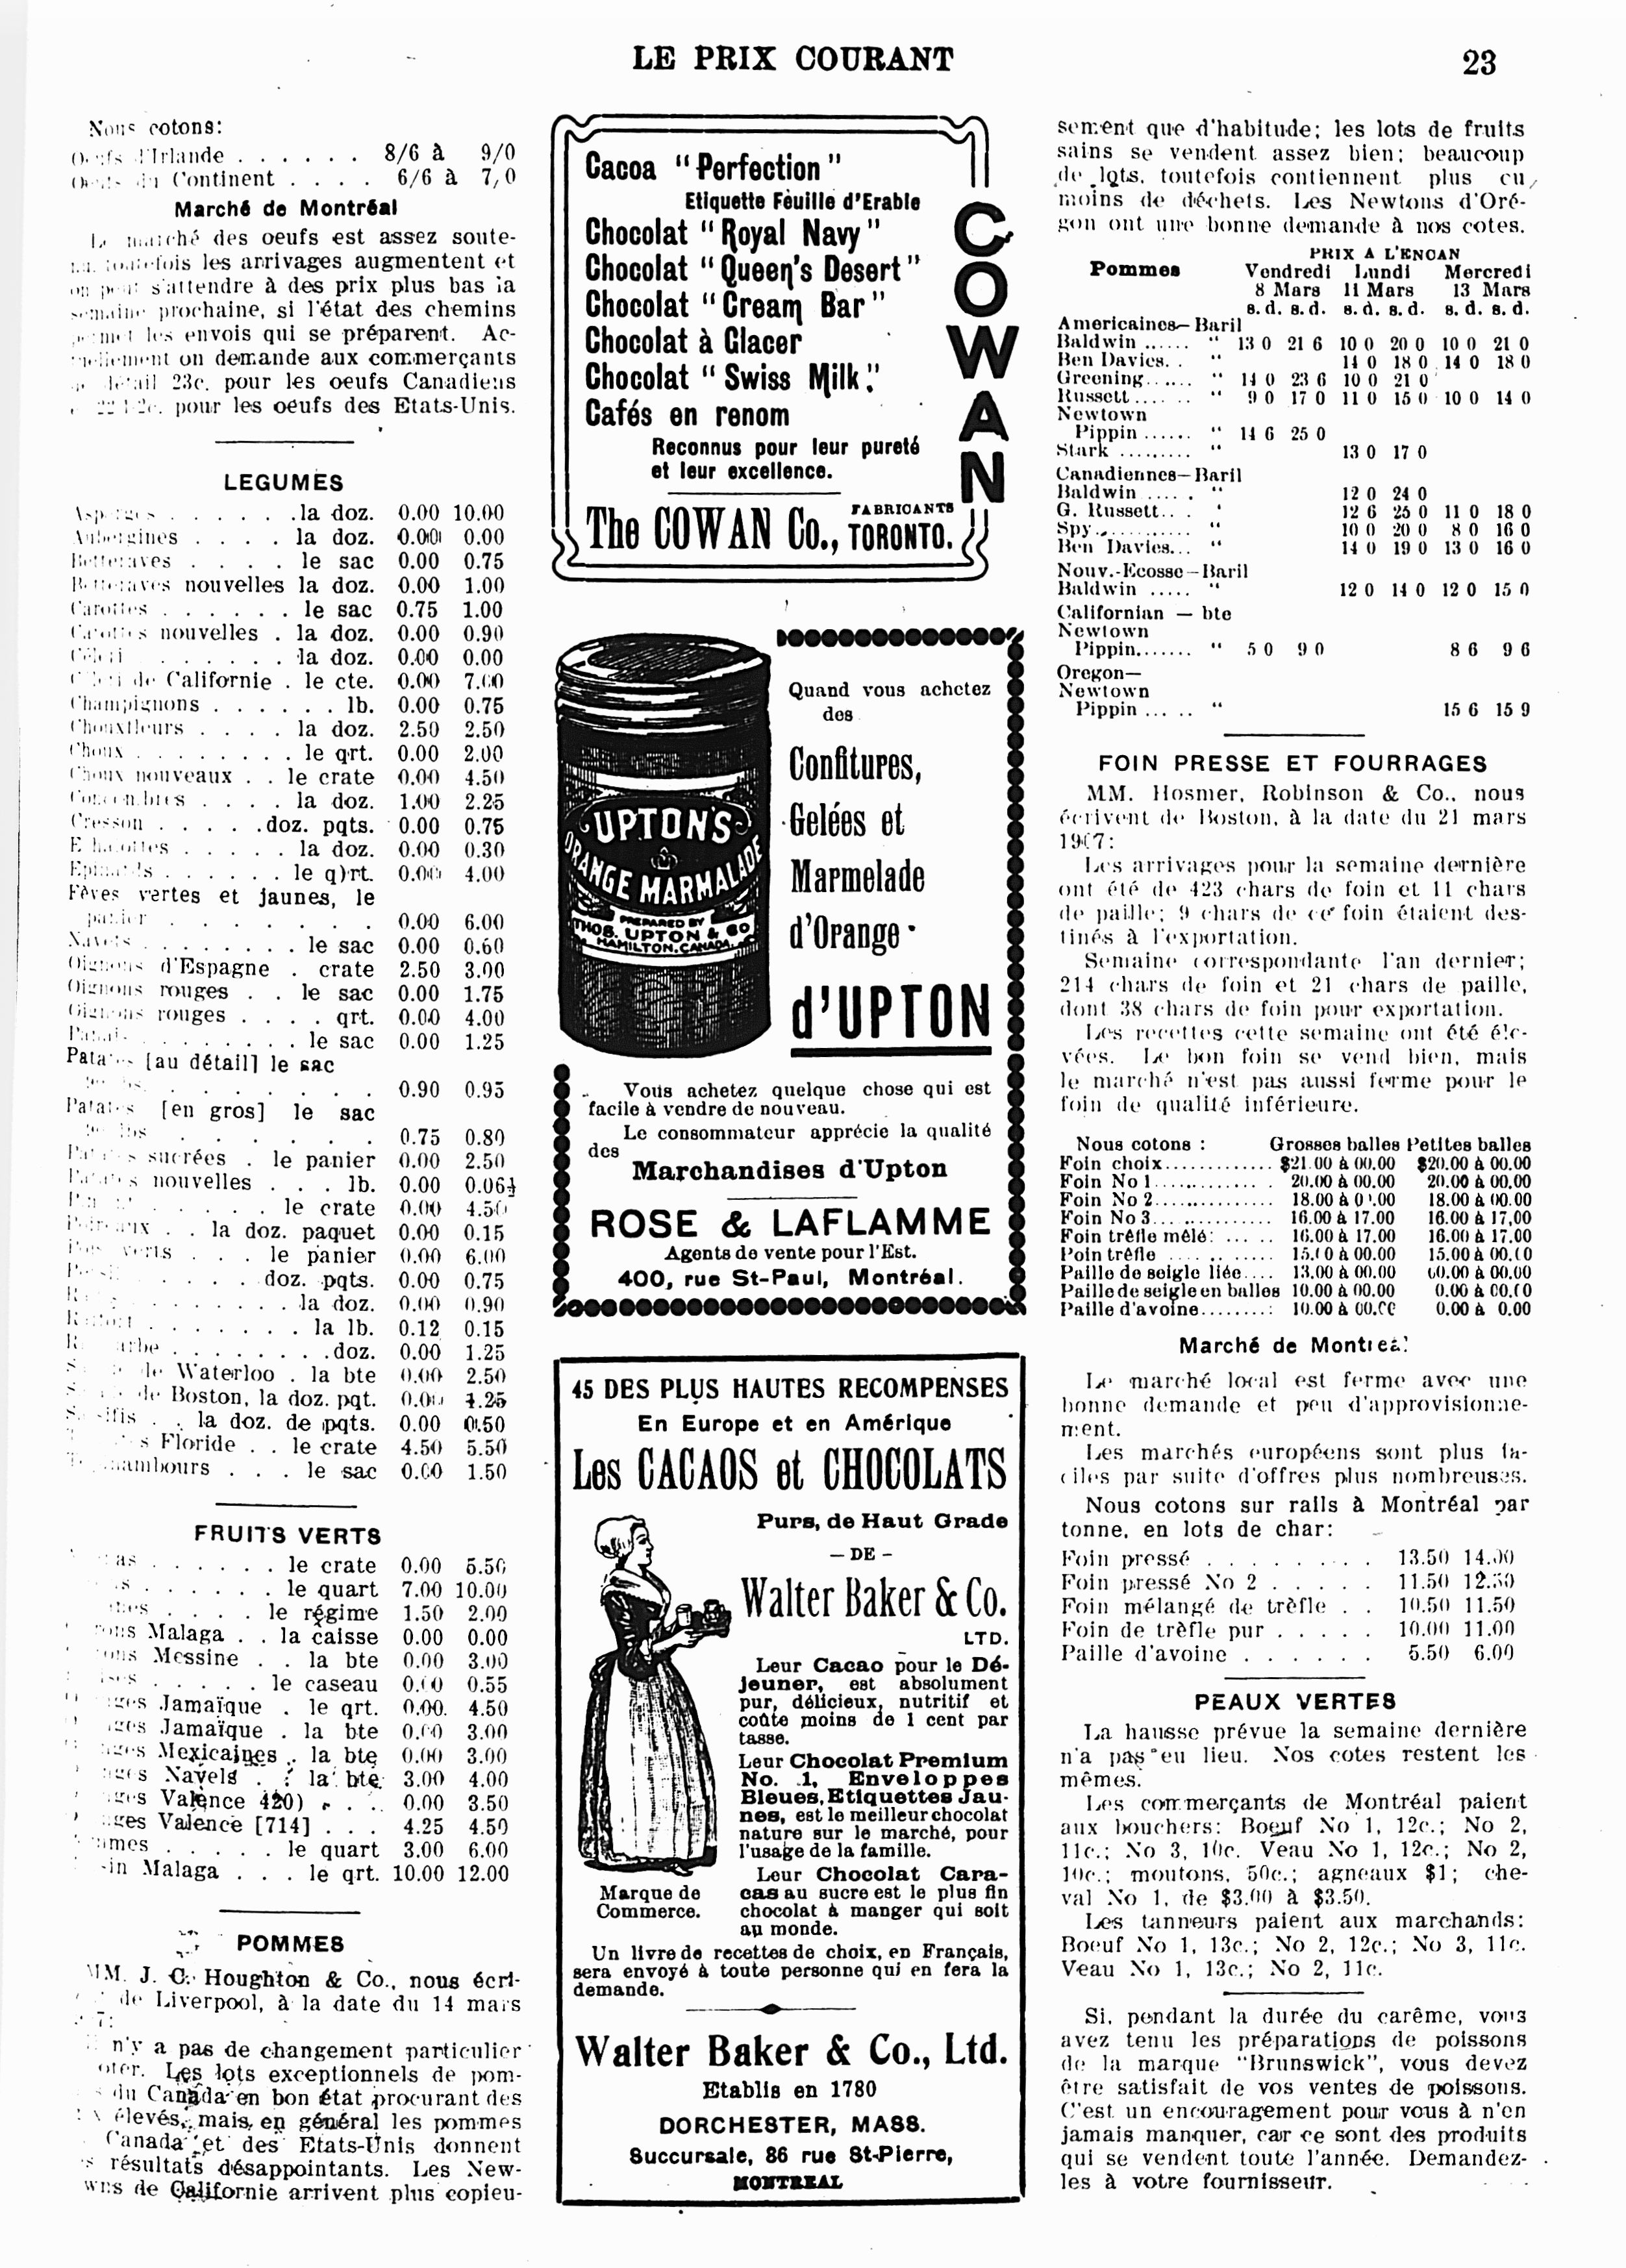 LE PRIX COURANT
23
Nous cotons:
Oeufs d'Irlande . . . . . . 8/6 à 9/0
Oeufs du Continent . . . . 6/6 à 7/0
Marché de Montréal
Le marché des oeufs est assez soute-
nu, toutefois les arrivages augmentent et
on peut s'attendre à des prix plus bas la
semaine prochaine, si l'état des chemins
permet les envois qui se préparent. Ac-
tuellement on demande aux commerçants
détail 23c. pour les oeufs Canadiens
22 1-2c. pour les oeufs des Etats-Unis.
LEGUMES
Asperges . . . . . . la doz. 0.00 10.00
Aubergines . . . . la doz. 0.00 0.00
Betteraves . . . . . le sac 0.00 0.75
Betteraves nouvelles la doz. 0.00 1.00
Carottes . . . . . . le sac 0.75 1.00
Carottes nouvelles . la doz. 0.00 0.90
Céleri . . . . . . la doz. 0.00 0.00
Céleri de Californie . le cte. 0.00 7.00
Champignons . . . . . . lb. 0.00 0.75
Chouxfleurs . . . . la doz. 2.50 2.50
Choux . . . . . . . . le qrt. 0.00 2.00
Choux nouveaux . . le crate 0.00 4.50
Concombres . . . . la doz. 1.00 2.25
Cresson . . . . . doz. pqts. 0.00 0.75
Echalottes . . . . . la doz. 0.00 0.30
Epinards . . . . . . le qrt. 0.00 4.00
Fèves vertes et jaunes, le
panier . . . . . . . 0.00 6.00
Navets . . . . . . . . le sac 0.00 0.60
Oignons d'Espagne . crate 2.50 3.00
Oignons rouges . . le sac 0.00 1.75
Oignons rouges . . . . qrt. 0.00 4.00
Panais . . . . . . . . le sac 0.00 1.25
Patates [au détail] le sac
. . . . . . . 0.90 0.95
Patates [en gros] le sac
. . . . . . . 0.75 0.80
Patates sucrées . le panier 0.00 2.50
Patates nouvelles . . . lb. 0.00 0.06½
. . . . . le crate 0.00 4.50
Poireaux . . la doz. paquet 0.00 0.15
Pois verts . . . le panier 0.00 6.00
Persil . . . . . doz. pqts. 0.00 0.75
. . . . . . . . la doz. 0.00 0.90
Raifort . . . . . . . la lb. 0.12 0.15
Rhubarbe . . . . . . . . doz. 0.00 1.25
de Waterloo . la bte 0.00 2.50
de Boston, la doz. pqt. 0.00 1.25
Salsifis . . la doz. de pqts. 0.00 0.50
Floride . . le crate 4.50 5.50
. . . le sac 0.00 1.50
FRUITS VERTS
. . . . . . le crate 0.00 5.50
. . . . . . le quart 7.00 10.00
. . . . le régime 1.50 2.00
Malaga . . la caisse 0.00 0.00
Messine . . la bte 0.00 3.00
. . . . . le caseau 0.00 0.55
Oranges Jamaïque . le qrt. 0.00 4.50
Oranges Jamaïque . la bte 0.00 3.00
Oranges Mexicaines . la bte 0.00 3.00
Oranges Navels . . la bte 3.00 4.00
Oranges Valence 420) . . . 0.00 3.50
Oranges Valence [714] . . . 4.25 4.50
Pommes . . . . . le quart 3.00 6.00
Malaga . . . le qrt. 10.00 12.00
POMMES
MM. J. C. Houghton & Co., nous écri-
de Liverpool, à la date du 14 mars
n'y a pas de changement particulier
Les lots exceptionnels de pom-
du Canada en bon état procurant des
élevés, mais, en général les pommes
Canada et des Etats-Unis donnent
résultats désappointants. Les New-
de Californie arrivent plus copieu-
Cacoa "Perfection"
Etiquette Feuille d'Erable
Chocolat "Royal Navy"
Chocolat "Queen's Desert"
Chocolat "Cream Bar"
Chocolat à Glacer
Chocolat "Swiss Milk."
Cafés en renom
Reconnus pour leur pureté
et leur excellence.
COWAN
The COWAN Co., FABRICANTS TORONTO.
UPTON'S
ORANGE MARMALADE
PREPARED BY
THOS. UPTON & CO
HAMILTON, CANADA
Quand vous achetez
des
Confitures,
Gelées et
Marmelade
d'Orange
d'UPTON
Vous achetez quelque chose qui est
facile à vendre de nouveau.
Le consommateur apprécie la qualité
des
Marchandises d'Upton
ROSE & LAFLAMME
Agents de vente pour l'Est.
400, rue St-Paul, Montréal.
45 DES PLUS HAUTES RECOMPENSES
En Europe et en Amérique
Les CACAOS et CHOCOLATS
Purs, de Haut Grade
— DE —
Walter Baker & Co.
LTD.
Leur Cacao pour le Dé-
jeuner, est absolument
pur, délicieux, nutritif et
coûte moins de 1 cent par
tasse.
Leur Chocolat Premium
No. 1, Enveloppes
Bleues, Etiquettes Jau-
nes, est le meilleur chocolat
nature sur le marché, pour
l'usage de la famille.
Leur Chocolat Cara-
cas au sucre est le plus fin
chocolat à manger qui soit
au monde.
Marque de
Commerce.
Un livre de recettes de choix, en Français,
sera envoyé à toute personne qui en fera la
demande.
Walter Baker & Co., Ltd.
Etablis en 1780
DORCHESTER, MASS.
Succursale, 86 rue St-Pierre,
MONTREAL
sement que d'habitude; les lots de fruits
sains se vendent assez bien; beaucoup
de lots, toutefois contiennent plus ou
moins de déchets. Les Newtons d'Oré-
gon ont une bonne demande à nos cotes.
PRIX A L'ENCAN
Pommes Vendredi Lundi Mercredi
8 Mars 11 Mars 13 Mars
s. d. s. d. s. d. s. d. s. d. s. d.
Americaines—Baril
Baldwin ...... " 13 0 21 6 10 0 20 0 10 0 21 0
Ben Davies. . " 14 0 18 0 14 0 18 0
Greening...... " 14 0 23 6 10 0 21 0
Russett....... " 9 0 17 0 11 0 15 0 10 0 14 0
Newtown
Pippin ...... " 14 6 25 0
Stark ......... " 13 0 17 0
Canadiennes—Baril
Baldwin ..... . " 12 0 24 0
G. Russett.. . " 12 6 25 0 11 0 18 0
Spy........... " 10 0 20 0 8 0 16 0
Ben Davies... " 14 0 19 0 13 0 16 0
Nouv.-Ecosse—Baril
Baldwin ..... " 12 0 14 0 12 0 15 0
Californian — bte
Newtown
Pippin....... " 5 0 9 0 8 6 9 6
Oregon—
Newtown
Pippin ... .. " 15 6 15 9
FOIN PRESSE ET FOURRAGES
MM. Hosmer, Robinson & Co., nous
écrivent de Boston, à la date du 21 mars
1907:
Les arrivages pour la semaine dernière
ont été de 423 chars de foin et 11 chars
de paille; 9 chars de ce foin étaient des-
tinés à l'exportation.
Semaine correspondante l'an dernier;
214 chars de foin et 21 chars de paille,
dont 38 chars de foin pour exportation.
Les recettes cette semaine ont été éle-
vées. Le bon foin se vend bien, mais
le marché n'est pas aussi ferme pour le
foin de qualité inférieure.
Nous cotons : Grosses balles Petites balles
Foin choix............. $21.00 à 00.00 $20.00 à 00.00
Foin No 1.............. 20.00 à 00.00 20.00 à 00.00
Foin No 2.............. 18.00 à 00.00 18.00 à 00.00
Foin No 3.............. 16.00 à 17.00 16.00 à 17,00
Foin trèfle mêlé: ..... 16.00 à 17.00 16.00 à 17.00
Foin trèfle ........... 15.00 à 00.00 15.00 à 00.00
Paille de seigle liée.... 13.00 à 00.00 00.00 à 00.00
Paille de seigle en balles 10.00 à 00.00 0.00 à 00.00
Paille d'avoine........: 10.00 à 00.00 0.00 à 0.00
Marché de Montréal
Le marché local est ferme avec une
bonne demande et peu d'approvisionne-
ment.
Les marchés européens sont plus fa-
ciles par suite d'offres plus nombreuses.
Nous cotons sur rails à Montréal par
tonne, en lots de char:
Foin pressé . . . . . . . . . 13.50 14.00
Foin pressé No 2 . . . . . 11.50 12.50
Foin mélangé de trèfle . . 10.50 11.50
Foin de trèfle pur . . . . . 10.00 11.00
Paille d'avoine . . . . . . 5.50 6.00
PEAUX VERTES
La hausse prévue la semaine dernière
n'a pas eu lieu. Nos cotes restent les
mêmes.
Les commerçants de Montréal paient
aux bouchers: Boeuf No 1, 12c.; No 2,
11c.; No 3, 10c. Veau No 1, 12c.; No 2,
10c.; moutons, 50c.; agneaux $1; che-
val No 1, de $3.00 à $3.50.
Les tanneurs paient aux marchands:
Boeuf No 1, 13c.; No 2, 12c.; No 3, 11c.
Veau No 1, 13c.; No 2, 11c.
Si, pendant la durée du carême, vous
avez tenu les préparations de poissons
de la marque "Brunswick", vous devez
être satisfait de vos ventes de poissons.
C'est un encouragement pour vous à n'en
jamais manquer, car ce sont des produits
qui se vendent toute l'année. Demandez-
les à votre fournisseur.